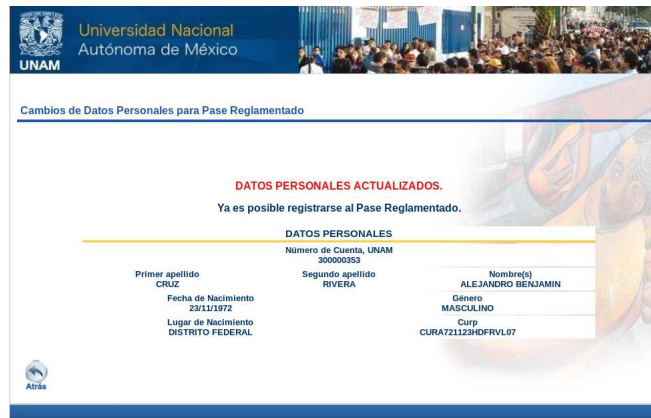 UNAM
Universidad Nacional
Autónoma de México
Cambios de Datos Personales para Pase Reglamentado
DATOS PERSONALES ACTUALIZADOS.
Ya es posible registrarse al Pase Reglamentado.
DATOS PERSONALES
Número de Cuenta, UNAM
300000353
Primer apellido Segundo apellido Nombre(s)
CRUZ RIVERA ALEJANDRO BENJAMIN
Fecha de Nacimiento Género
23/11/1972 MASCULINO
Lugar de Nacimiento Curp
DISTRITO FEDERAL CURA721123HDFRVL07
Atrás